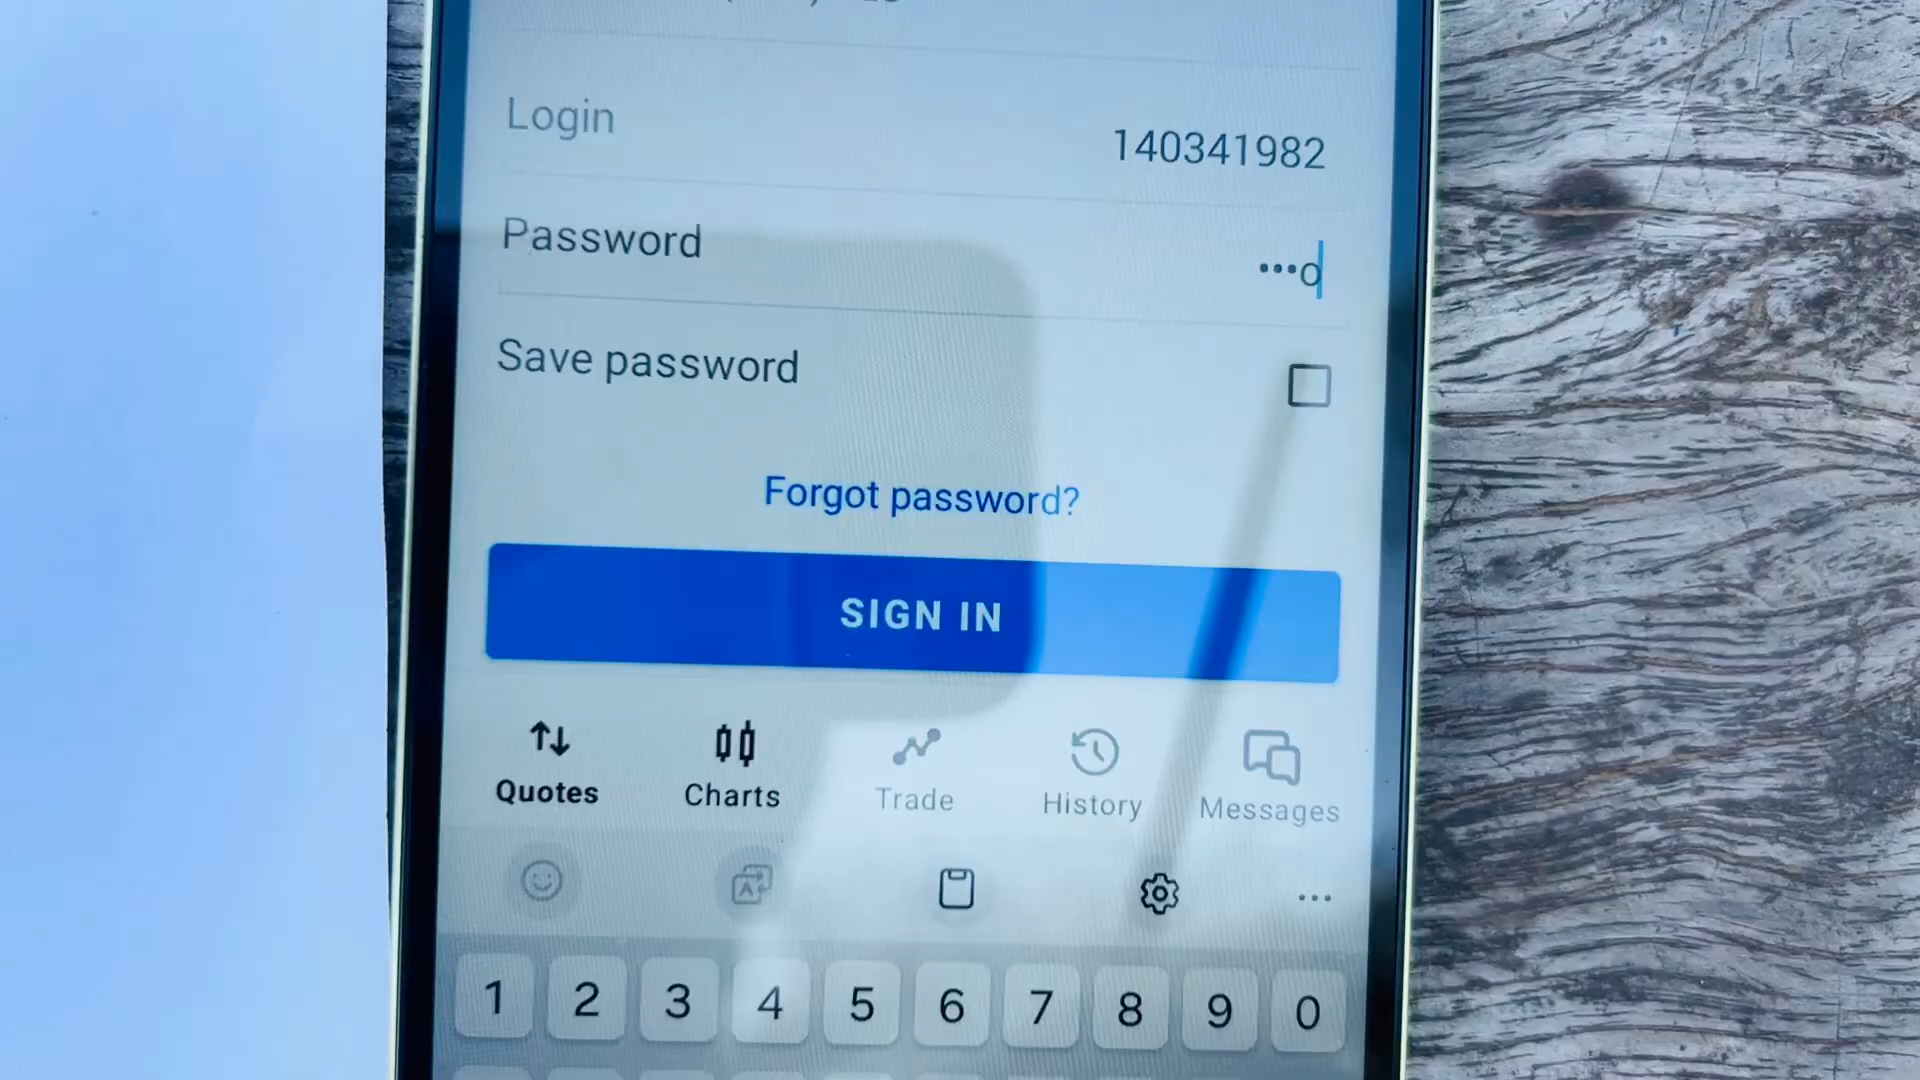 Login
140341982
Password
•••o
Save password
Forgot password?
SIGN IN
Quotes Charts Trade History Messages
1 2 3 4 5 6 7 8 9 0